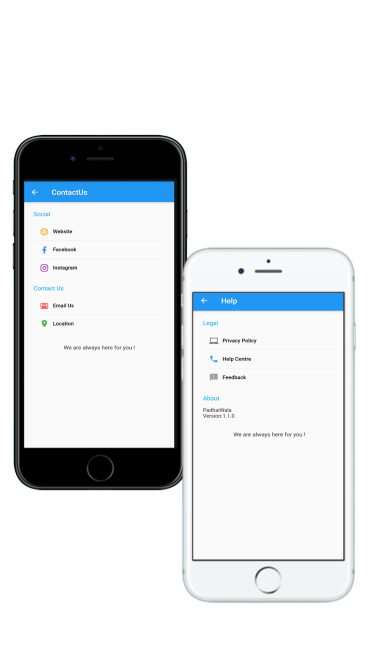 ContactUs
Social
Website
Facebook
Instagram
Contact Us
Email Us
Location
We are always here for you !
Help
Legal
Privacy Policy
Help Centre
Feedback
About
PadhaiWala
Version:1.1.0
We are always here for you !